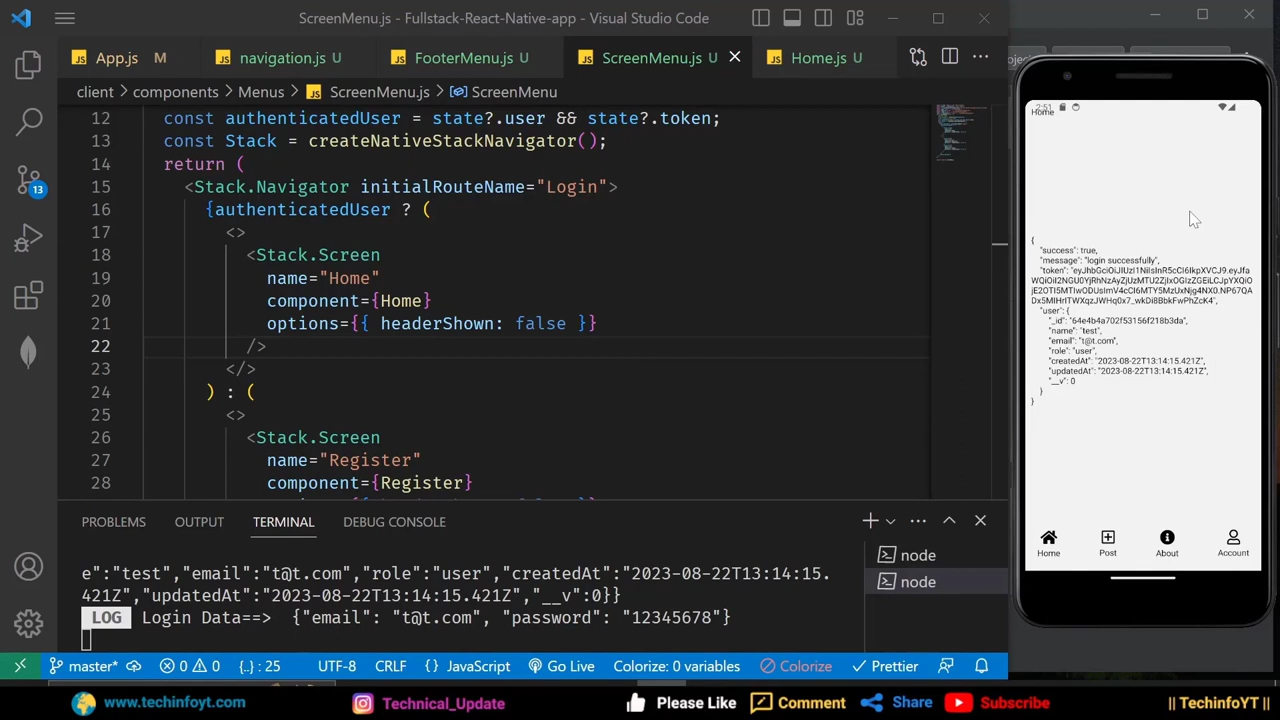 ScreenMenu.js - Fullstack-React-Native-app - Visual Studio Code
App.js M
navigation.js U
FooterMenu.js U
ScreenMenu.js U
Home.js U
client > components > Menus > ScreenMenu.js > ScreenMenu
12 const authenticatedUser = state?.user && state?.token;
13 const Stack = createNativeStackNavigator();
14 return (
15 <Stack.Navigator initialRouteName="Login">
16 {authenticatedUser ? (
17 <>
18 <Stack.Screen
19 name="Home"
20 component={Home}
21 options={{ headerShown: false }}
22 />
23 </>
24 ) : (
25 <>
26 <Stack.Screen
27 name="Register"
28 component={Register}
13
PROBLEMS OUTPUT TERMINAL DEBUG CONSOLE
e":"test","email":"t@t.com","role":"user","createdAt":"2023-08-22T13:14:15.
421Z","updatedAt":"2023-08-22T13:14:15.421Z","__v":0}}
LOG Login Data==> {"email": "t@t.com", "password": "12345678"}
node
node
master* 0 0 {..} : 25 UTF-8 CRLF {} JavaScript Go Live Colorize: 0 variables Colorize Prettier
2:51
Home
{
"success": true,
"message": "login successfully",
"user": {
"_id": "64e4b4a702f53156f218b3da",
"name": "test",
"email": "t@t.com",
"role": "user",
"createdAt": "2023-08-22T13:14:15.421Z",
"updatedAt": "2023-08-22T13:14:15.421Z",
"__v": 0
}
}
Home Post About Account
www.techinfoyt.com Technical_Update Please Like Comment Share Subscribe || TechinfoYT ||